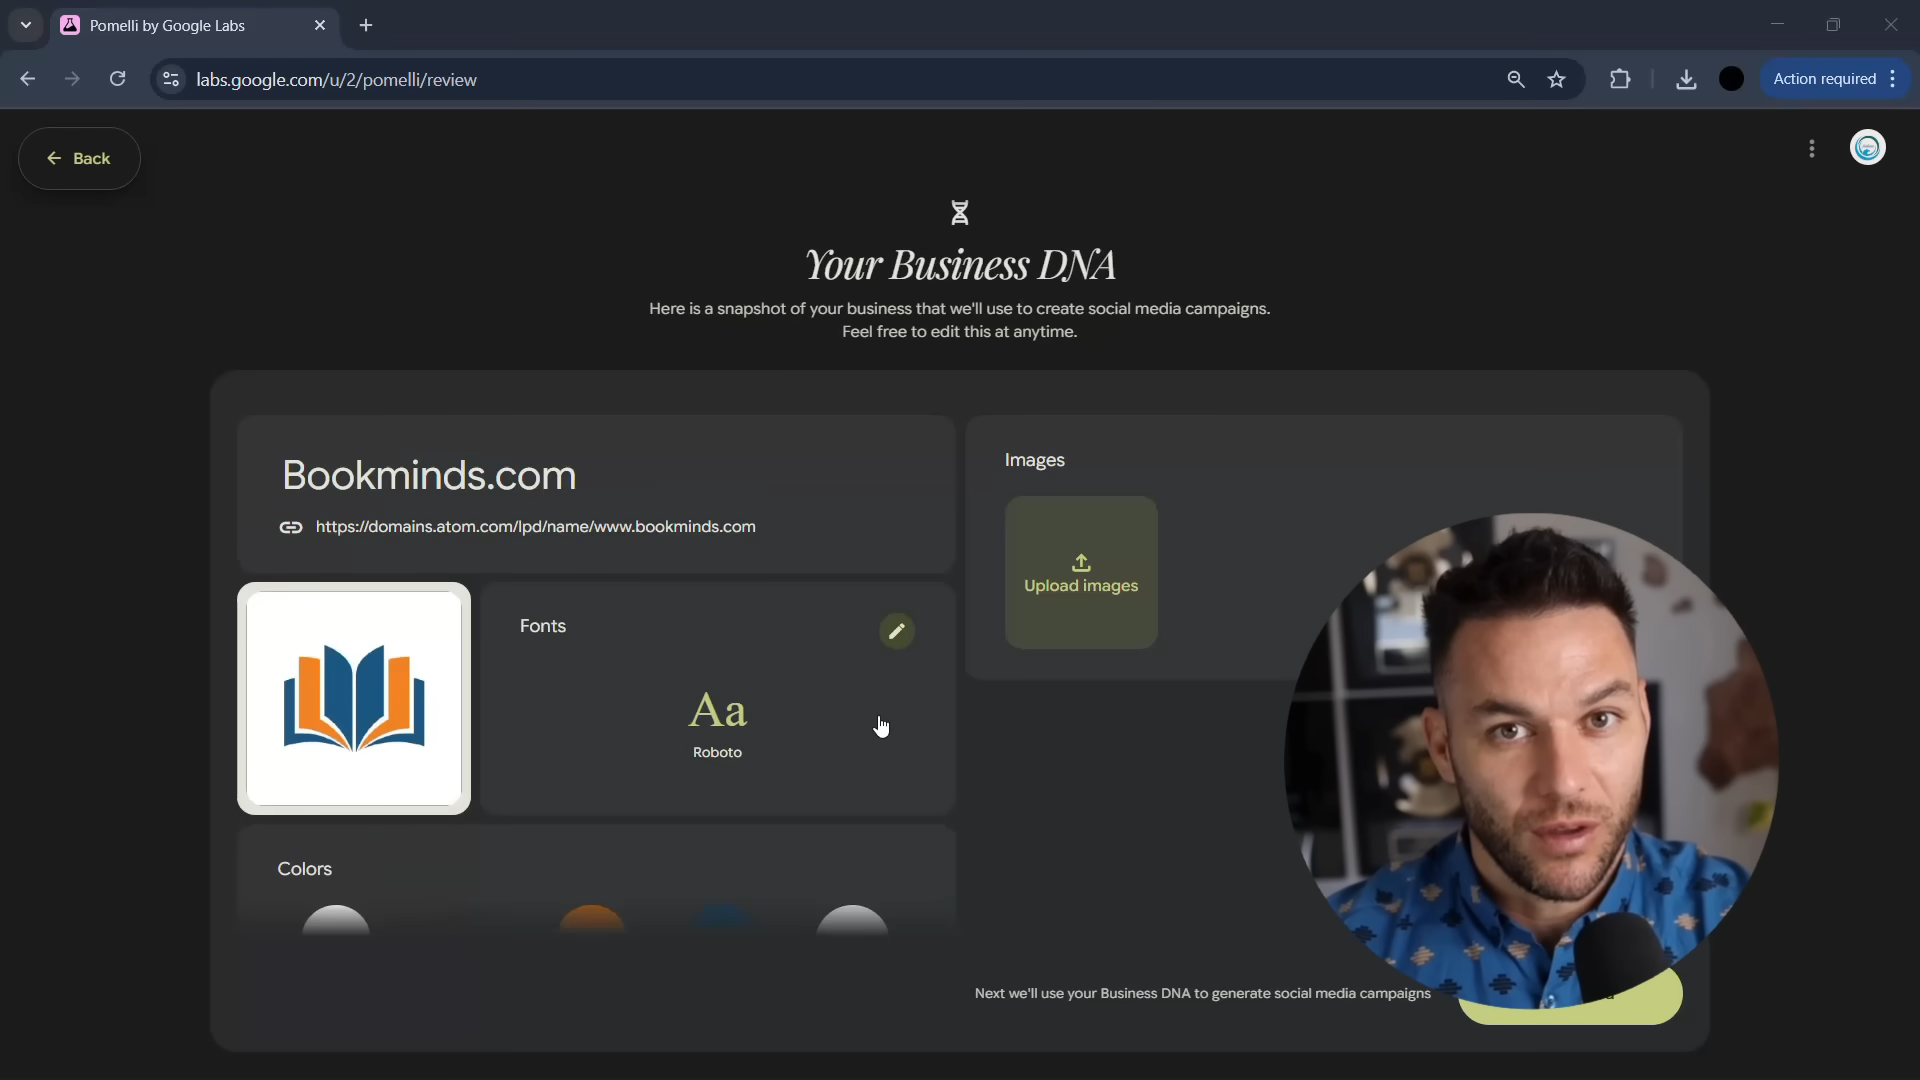 Pomelli by Google Labs
labs.google.com/u/2/pomelli/review
Action required
Back
Your Business DNA
Here is a snapshot of your business that we'll use to create social media campaigns.
Feel free to edit this at anytime.
Bookminds.com
https://domains.atom.com/lpd/name/www.bookminds.com
Images
Upload images
Fonts
Aa
Roboto
Colors
Next we'll use your Business DNA to generate social media campaigns